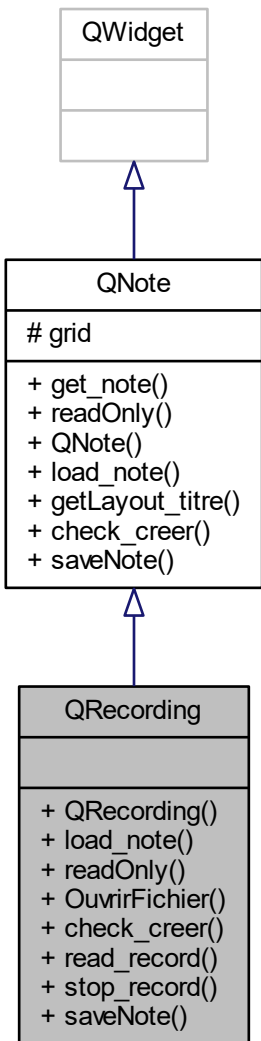 QWidget
QNote
# grid
+ get_note()
+ readOnly()
+ QNote()
+ load_note()
+ getLayout_titre()
+ check_creer()
+ saveNote()
QRecording
+ QRecording()
+ load_note()
+ readOnly()
+ OuvrirFichier()
+ check_creer()
+ read_record()
+ stop_record()
+ saveNote()